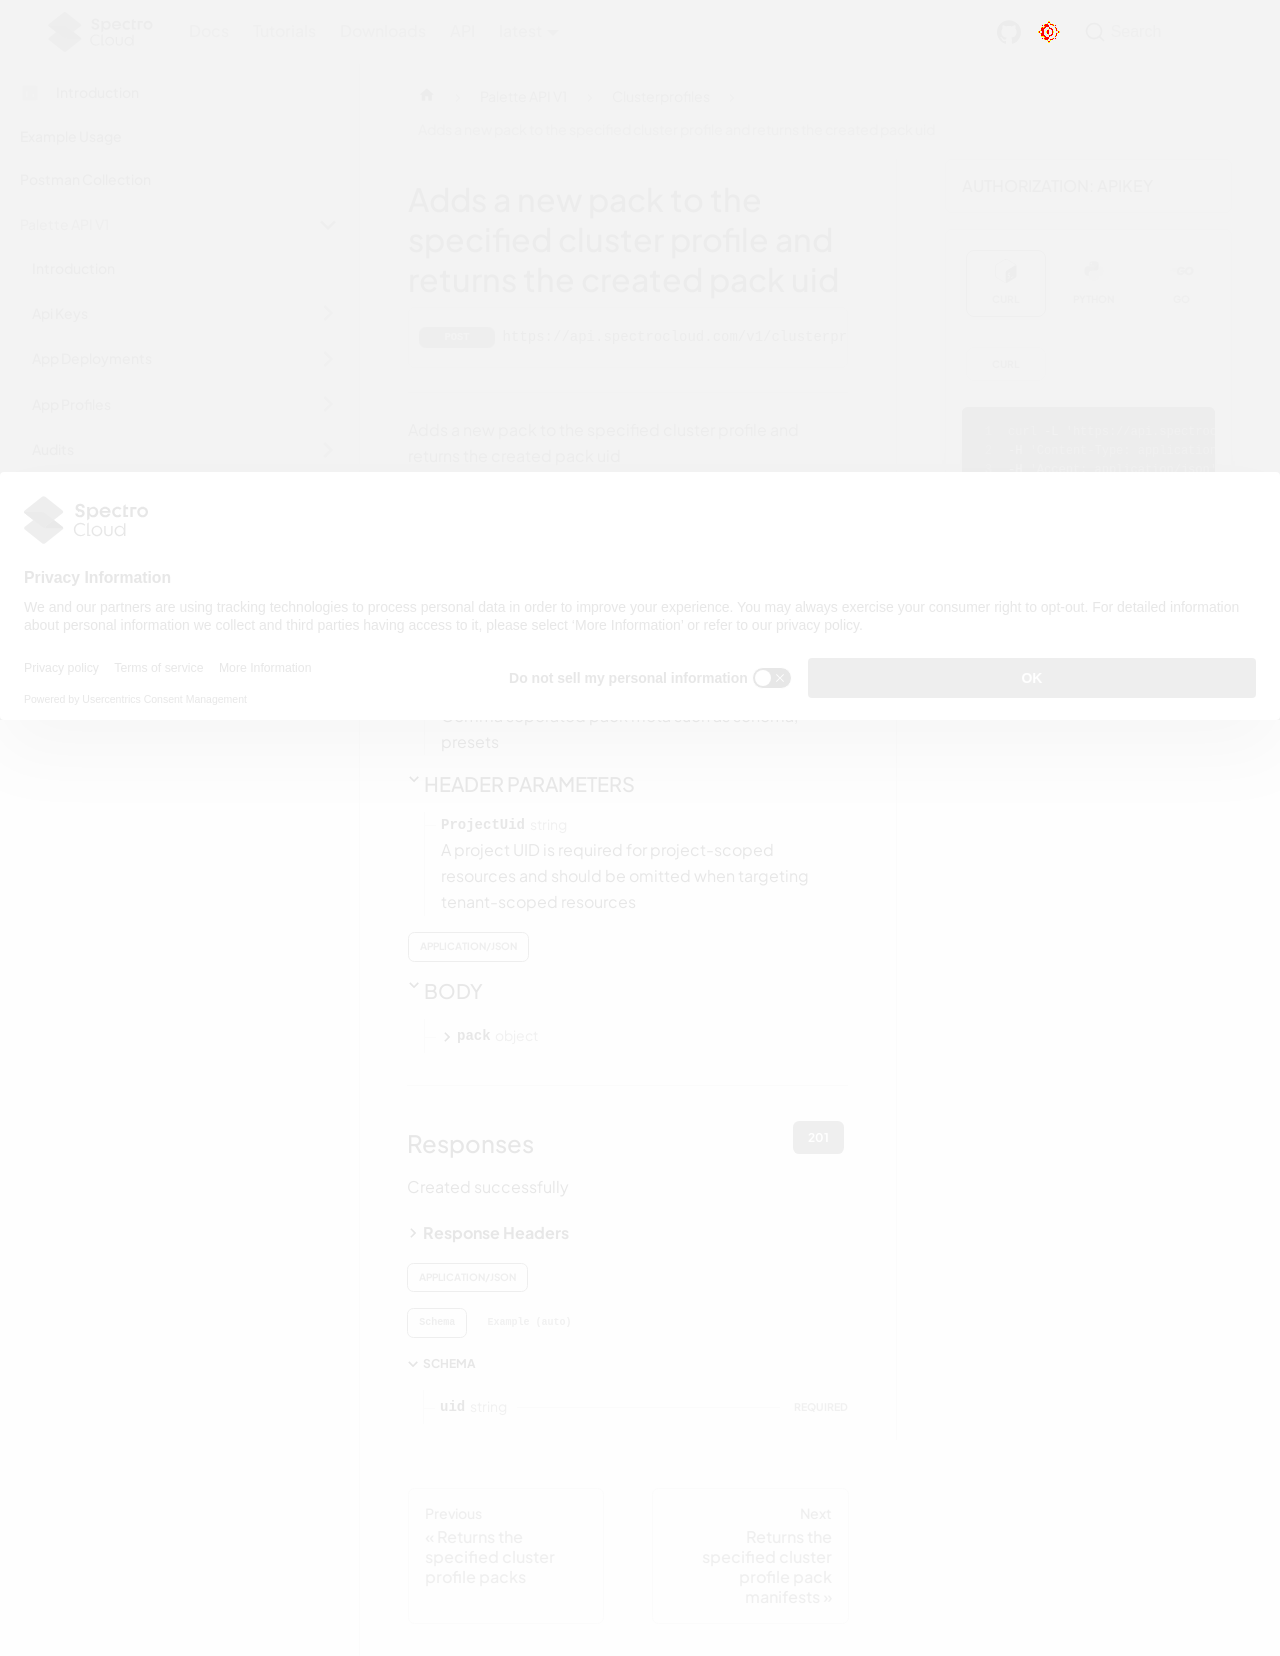 Spectro Cloud
Docs Tutorials Downloads API latest
Search
Introduction
Example Usage
Postman Collection
Palette API V1
Introduction
Api Keys
App Deployments
App Profiles
Audits
Palette API V1
Clusterprofiles
Adds a new pack to the specified cluster profile and returns the created pack uid
Adds a new pack to the
specified cluster profile and
returns the created pack uid
POST https://api.spectrocloud.com/v1/clusterpr
Adds a new pack to the specified cluster profile and
returns the created pack uid
AUTHORIZATION: APIKEY
CURL PYTHON GO
CURL
Spectro Cloud
Privacy Information
We and our partners are using tracking technologies to process personal data in order to improve your experience. You may always exercise your consumer right to opt-out. For detailed information
about personal information we collect and third parties having access to it, please select 'More Information' or refer to our privacy policy.
Privacy policy Terms of service More Information
Powered by Usercentrics Consent Management
Do not sell my personal information
OK
presets
HEADER PARAMETERS
ProjectUid string
A project UID is required for project-scoped
resources and should be omitted when targeting
tenant-scoped resources
APPLICATION/JSON
BODY
pack object
Responses
201
Created successfully
Response Headers
APPLICATION/JSON
Schema Example (auto)
SCHEMA
uid string REQUIRED
Previous
« Returns the
specified cluster
profile packs
Next
Returns the
specified cluster
profile pack
manifests »